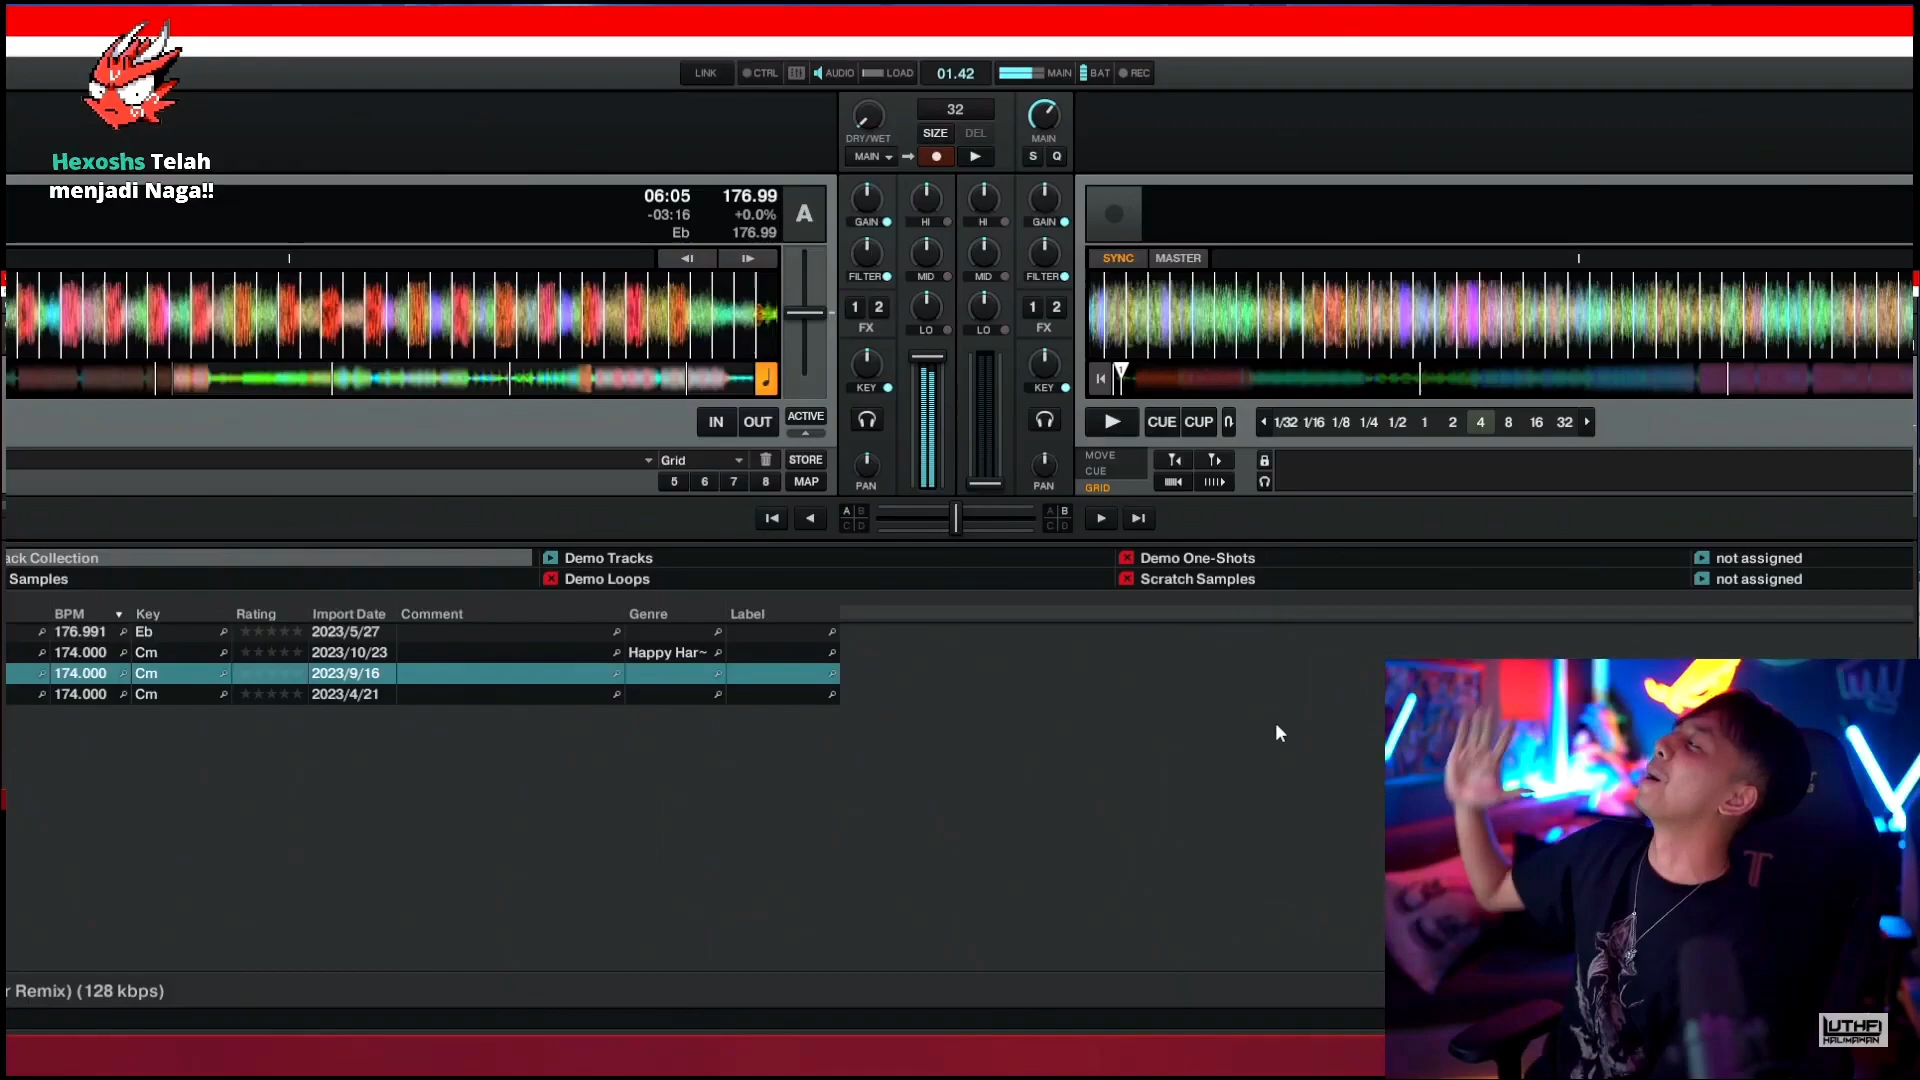 LINK CTRL AUDIO LOAD 01.42 MAIN BAT REC
Hexoshs Telah
menjadi Naga!!
DRY/WET 32 MAIN
SIZE DEL
MAIN S Q
06:05 176.99
-03:16 +0.0%
Eb 176.99
A
GAIN HI HI GAIN
FILTER MID MID FILTER
1 2 1 2
FX LO LO FX
KEY KEY
PAN PAN
SYNC MASTER
IN OUT ACTIVE
CUE CUP 1/32 1/16 1/8 1/4 1/2 1 2 4 8 16 32
Grid STORE
5 6 7 8 MAP
MOVE
CUE
GRID
A B A B
C D C D
ack Collection Demo Tracks Demo One-Shots not assigned
Samples Demo Loops Scratch Samples not assigned
BPM Key Rating Import Date Comment Genre Label
176.991 Eb 2023/5/27
174.000 Cm 2023/10/23 Happy Har~
174.000 Cm 2023/9/16
174.000 Cm 2023/4/21
r Remix) (128 kbps)
LUTHFI
HALIMAWAN